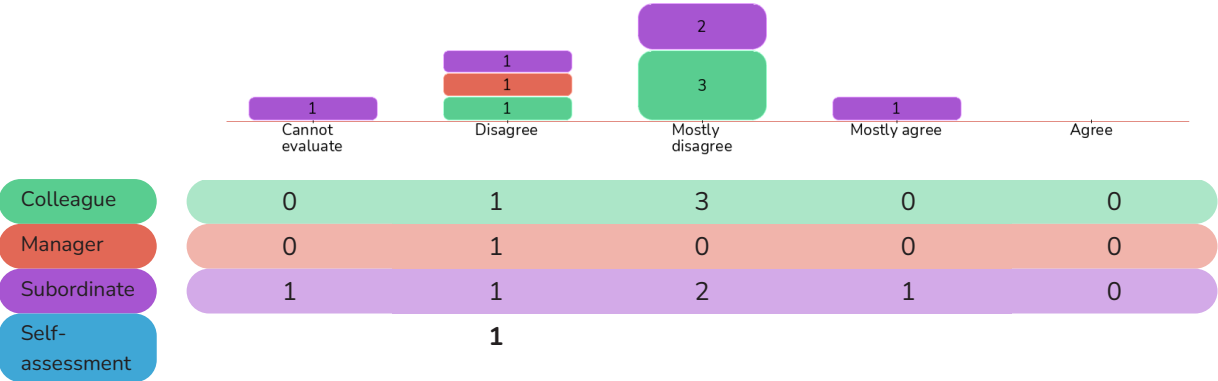 2
1
3
1
1
1
1
1
Cannot
evaluate
Disagree
Mostly
disagree
Mostly agree
Agree
Colleague 0 1 3 0 0
Manager 0 1 0 0 0
Subordinate 1 1 2 1 0
Self-
assessment
1